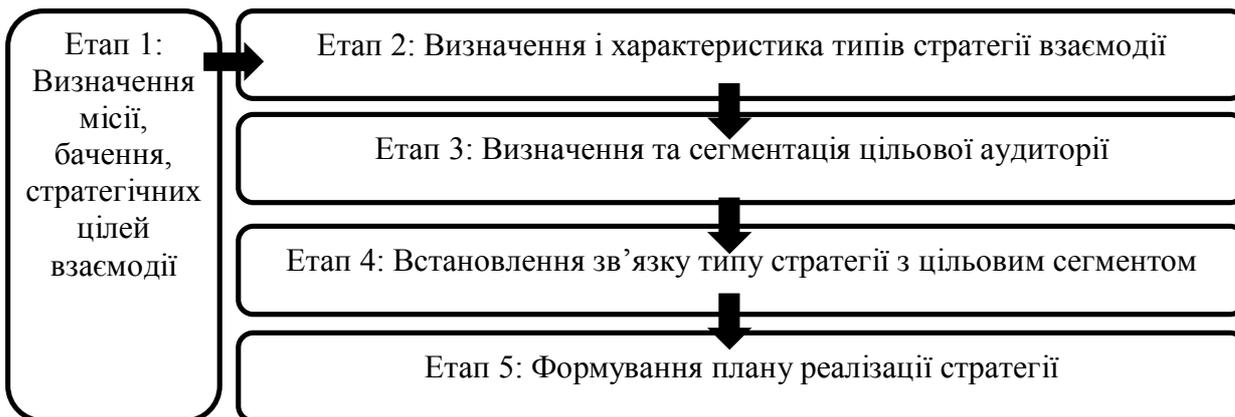 Етап 1:
Визначення
місії,
бачення,
стратегічних
цілей
взаємодії
Етап 2: Визначення і характеристика типів стратегії взаємодії
Етап 3: Визначення та сегментація цільової аудиторії
Етап 4: Встановлення зв’язку типу стратегії з цільовим сегментом
Етап 5: Формування плану реалізації стратегії